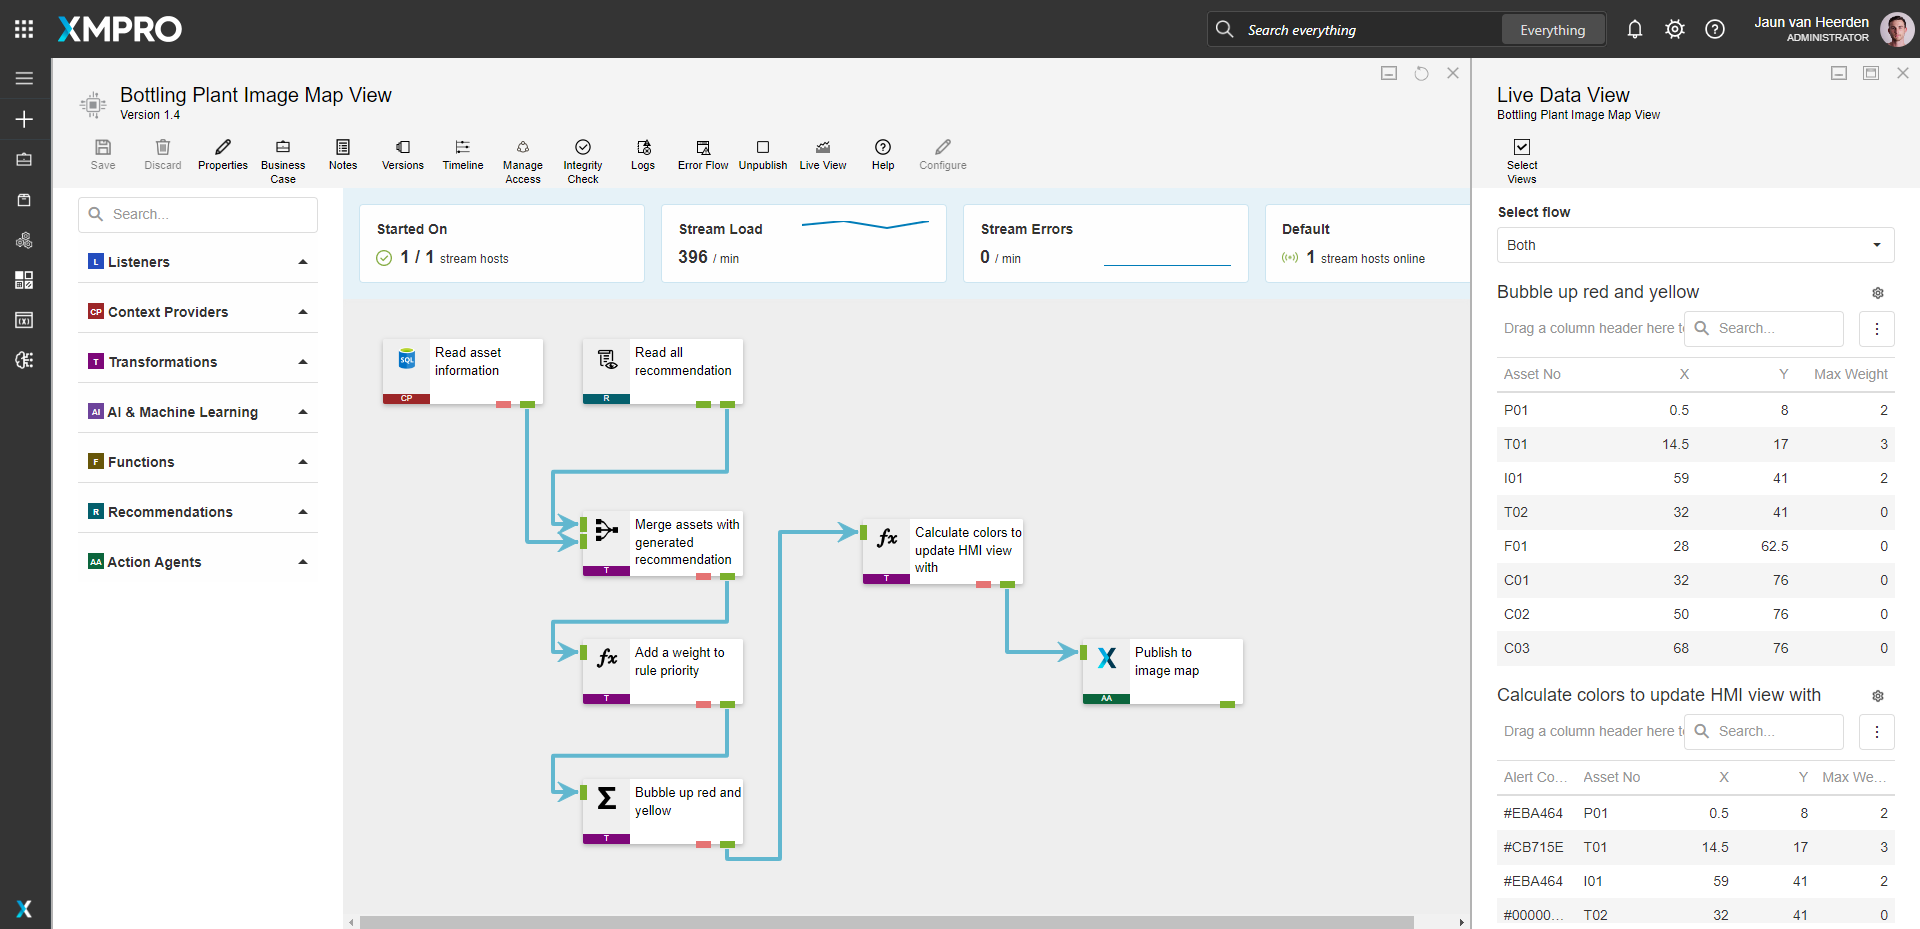 XMPRO
Search everything
Everything
Jaun van Heerden
ADMINISTRATOR
Bottling Plant Image Map View
Version 1.4
Save
Discard
Properties
Business
Case
Notes
Versions
Timeline
Manage
Access
Integrity
Check
Logs
Error Flow
Unpublish
Live View
Help
Configure
Search...
L Listeners
CP Context Providers
T Transformations
AI AI & Machine Learning
F Functions
R Recommendations
AA Action Agents
Started On
1 / 1 stream hosts
Stream Load
396 / min
Stream Errors
0 / min
Default
1 stream hosts online
SQL
Read asset
information
CP
Read all
recommendation
R
Merge assets with
generated
recommendation
T
fx
Add a weight to
rule priority
T
Σ
Bubble up red and
yellow
T
fx
Calculate colors to
update HMI view
with
T
Publish to
image map
AA
Live Data View
Bottling Plant Image Map View
Select
Views
Select flow
Both
Bubble up red and yellow
Drag a column header here t
Search...
Asset No X Y Max Weight
P01 0.5 8 2
T01 14.5 17 3
I01 59 41 2
T02 32 41 0
F01 28 62.5 0
C01 32 76 0
C02 50 76 0
C03 68 76 0
Calculate colors to update HMI view with
Drag a column header here t
Search...
Alert Co... Asset No X Y Max We...
#EBA464 P01 0.5 8 2
#CB715E T01 14.5 17 3
#EBA464 I01 59 41 2
#00000... T02 32 41 0